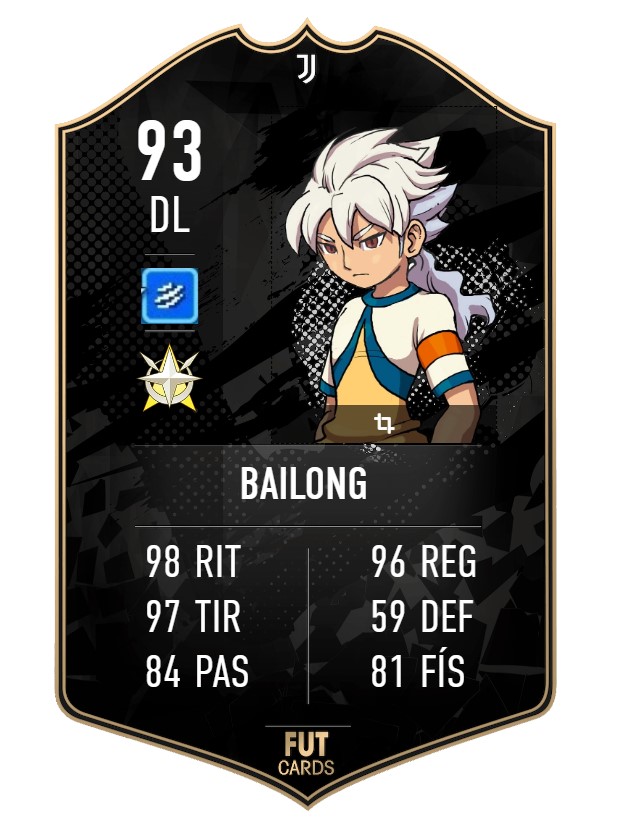 93
DL
BAILONG
98 RIT
96 REG
97 TIR
59 DEF
84 PAS
81 FÍS
FUT
CARDS